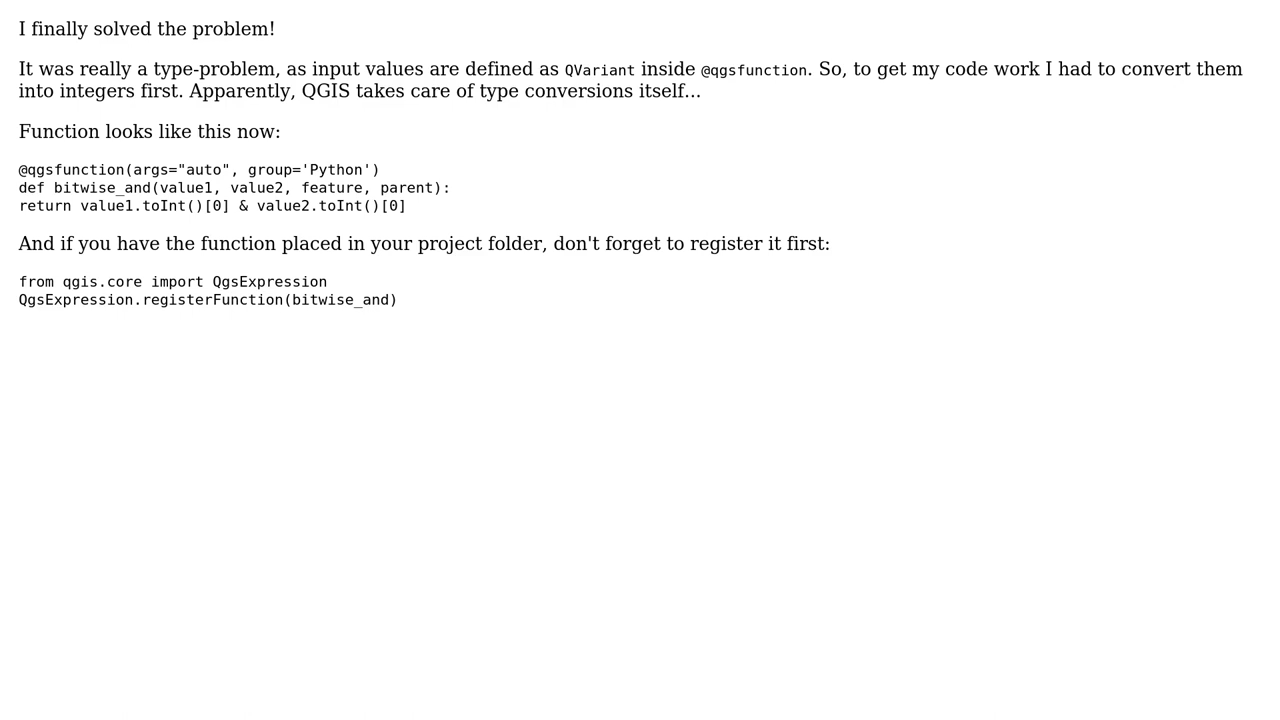 I finally solved the problem!
It was really a type-problem, as input values are defined as QVariant inside @qgsfunction. So, to get my code work I had to convert them
into integers first. Apparently, QGIS takes care of type conversions itself...
Function looks like this now:
@qgsfunction(args="auto", group='Python')
def bitwise_and(value1, value2, feature, parent):
return value1.toInt()[0] & value2.toInt()[0]
And if you have the function placed in your project folder, don't forget to register it first:
from qgis.core import QgsExpression
QgsExpression.registerFunction(bitwise_and)